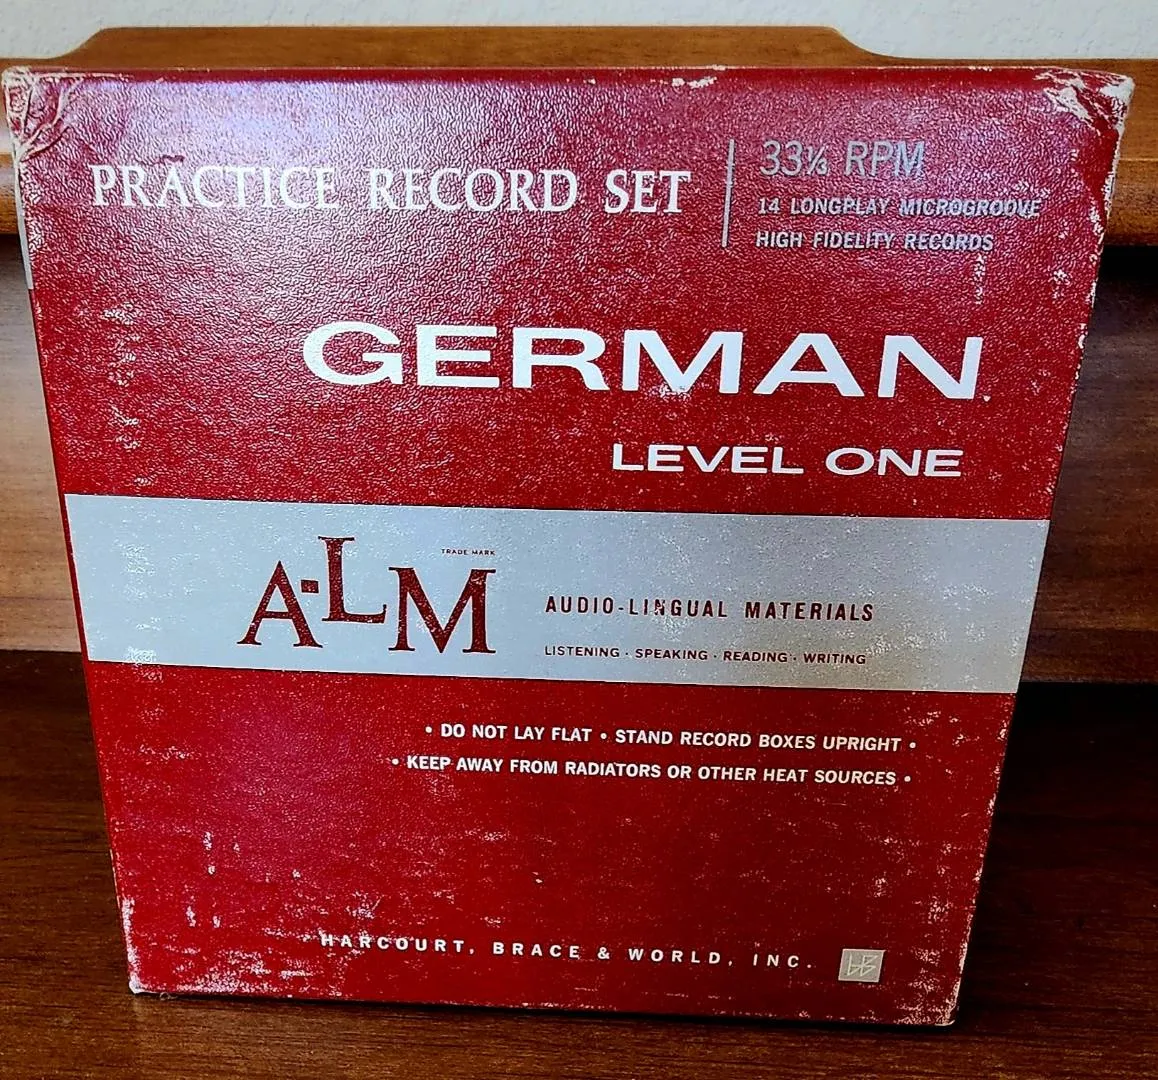 PRACTICE RECORD SET
33⅓ RPM
14 LONGPLAY MICROGROOVE
HIGH FIDELITY RECORDS
GERMAN
LEVEL ONE
A-LM
TRADE MARK
AUDIO-LINGUAL MATERIALS
LISTENING · SPEAKING · READING · WRITING
• DO NOT LAY FLAT • STAND RECORD BOXES UPRIGHT •
• KEEP AWAY FROM RADIATORS OR OTHER HEAT SOURCES •
HARCOURT, BRACE & WORLD, INC.